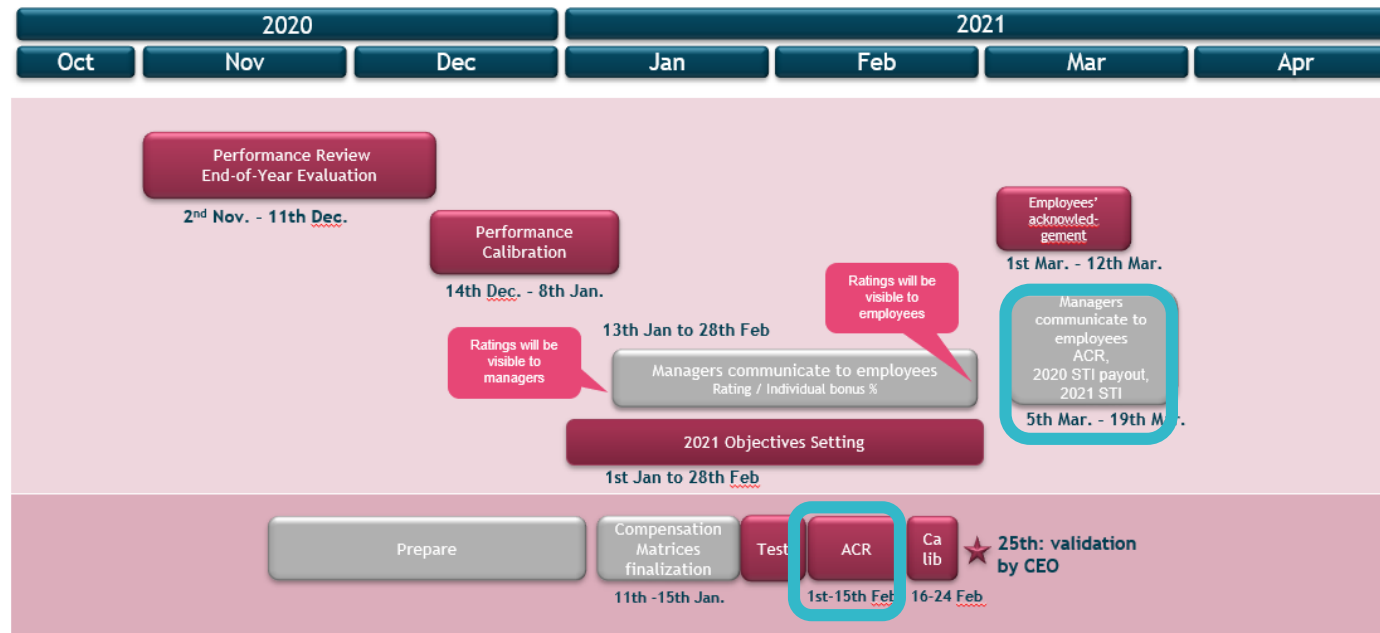 2020
2021
Oct
Nov
Dec
Jan
Feb
Mar
Apr
Performance Review
End-of-Year Evaluation
2nd Nov. - 11th Dec.
Performance
Calibration
14th Dec. - 8th Jan.
Employees'
acknowled-
gement
1st Mar. - 12th Mar.
Ratings will be
visible to
employees
Ratings will be
visible to
managers
13th Jan to 28th Feb
Managers communicate to employees
Rating / Individual bonus %
Managers
communicate to
employees
ACR,
2020 STI payout,
2021 STI
5th Mar. - 19th Mar.
2021 Objectives Setting
1st Jan to 28th Feb
Prepare
Compensation
Matrices
finalization
11th -15th Jan.
Test
ACR
1st-15th Feb
Ca
lib
16-24 Feb
25th: validation
by CEO